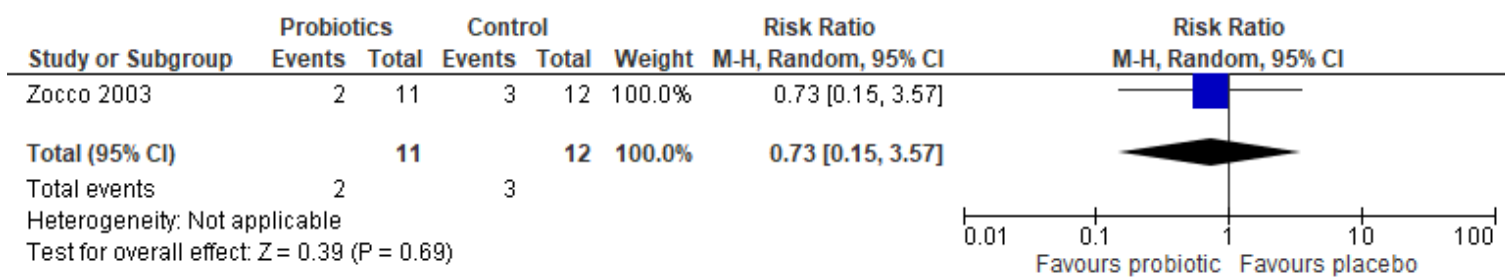 Probiotics Control Risk Ratio Risk Ratio
Study or Subgroup Events Total Events Total Weight M-H, Random, 95% CI M-H, Random, 95% CI
Zocco 2003 2 11 3 12 100.0% 0.73 [0.15, 3.57]
Total (95% CI) 11 12 100.0% 0.73 [0.15, 3.57]
Total events 2 3
Heterogeneity: Not applicable
Test for overall effect: Z = 0.39 (P = 0.69)
0.01 0.1 1 10 100
Favours probiotic Favours placebo